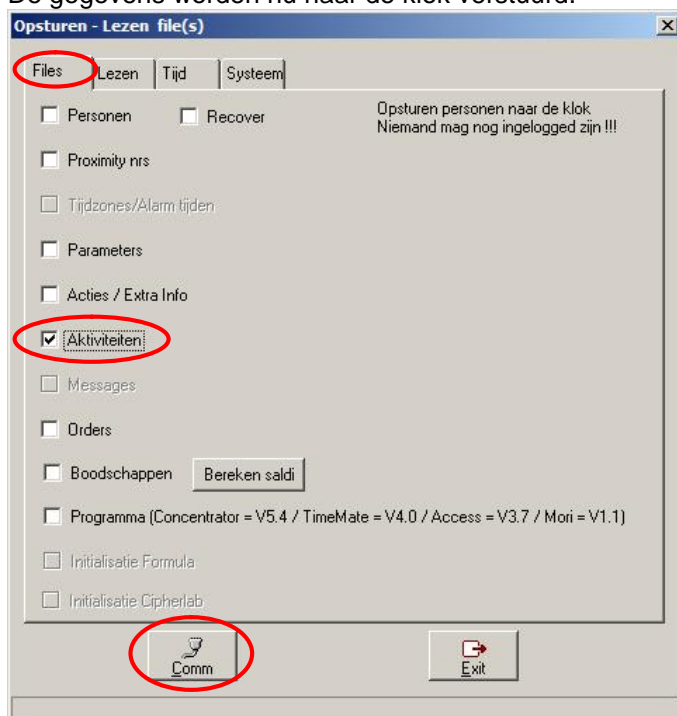 De gegevens worden nu naar de klok verstuurd.
Opsturen - Lezen file(s)
Files Lezen Tijd Systeem
Personen Recover Opsturen personen naar de klok
Niemand mag nog ingelogged zijn !!!
Proximity nrs
Tijdzones/Alarm tijden
Parameters
Acties / Extra Info
Aktiviteiten
Messages
Orders
Boodschappen Bereken saldi
Programma (Concentrator = V5.4 / TimeMate = V4.0 / Access = V3.7 / Mori = V1.1)
Initialisatie Formula
Initialisatie Cipherlab
Comm Exit